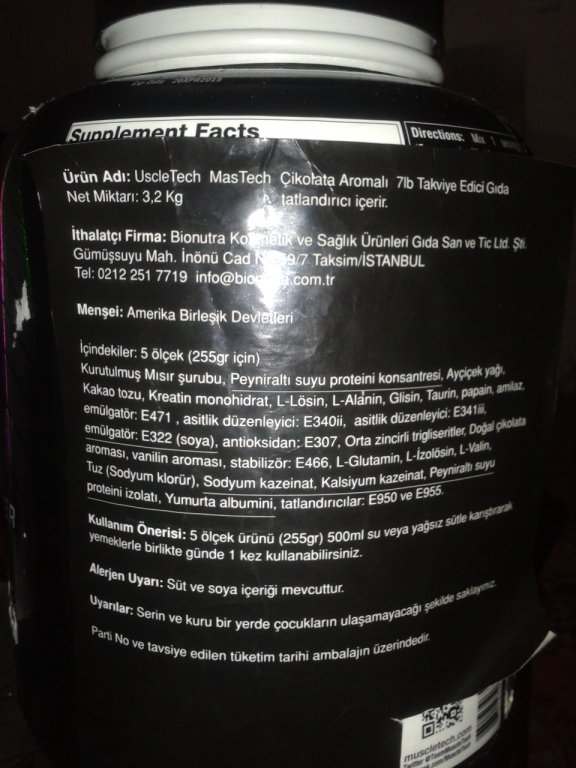 Exp Date 26APR2018
Supplement Facts
Directions: Mix 1
Ürün Adı: UscleTech MasTech Çikolata Aromalı 7lb Takviye Edici Gıda
Net Miktarı: 3,2 Kg tatlandırıcı içerir.
İthalatçı Firma: Bionutra ve Sağlık Ürünleri Gıda San ve Tic Ltd. Şti.
Gümüşsuyu Mah. İnönü Cad 9/7 Taksim/İSTANBUL
Tel: 0212 251 7719 .com.tr
Menşei: Amerika Birleşik Devletleri
İçindekiler: 5 ölçek (255gr için)
Kurutulmuş Mısır şurubu, Peyniraltı suyu proteini konsantresi, Ayçiçek yağı,
Kakao tozu, Kreatin monohidrat, L-Lösin, L-Alanin, Glisin, Taurin, papain, amilaz,
emülgatör: E471 , asitlik düzenleyici: E340ii, asitlik düzenleyici: E341iii,
emülgatör: E322 (soya), antioksidan: E307, Orta zincirli trigliseritler, Doğal çikolata
aroması, vanilin aroması, stabilizör: E466, L-Glutamin, L-İzolösin, L-Valin,
Tuz (Sodyum klorür), Sodyum kazeinat, Kalsiyum kazeinat, Peyniraltı suyu
proteini izolatı, Yumurta albumini, tatlandırıcılar: E950 ve E955.
Kullanım Önerisi: 5 ölçek ürünü (255gr) 500ml su veya yağsız sütle karıştırarak
yemeklerle birlikte günde 1 kez kullanabilirsiniz.
Alerjen Uyarı: Süt ve soya içeriği mevcuttur.
Uyarılar: Serin ve kuru bir yerde çocukların ulaşamayacağı şekilde saklayınız.
Parti No ve tavsiye edilen tüketim tarihi ambalajın üzerindedir.
muscletech.com
Twitter @TeamMuscleTech